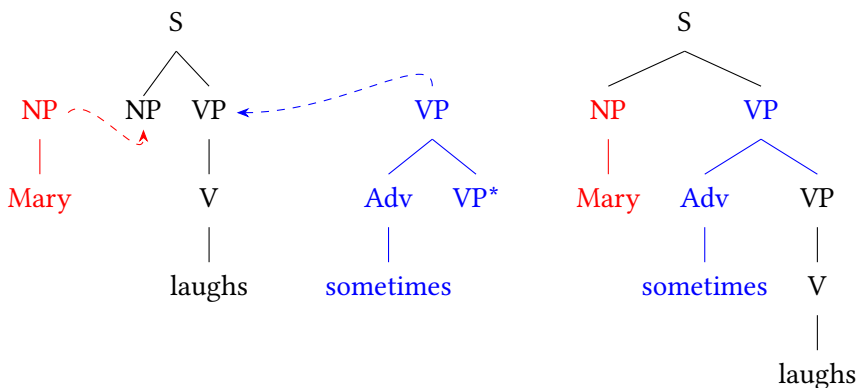 S S
NP NP VP VP NP VP
Mary V Adv VP* Mary Adv VP
laughs sometimes sometimes V
laughs